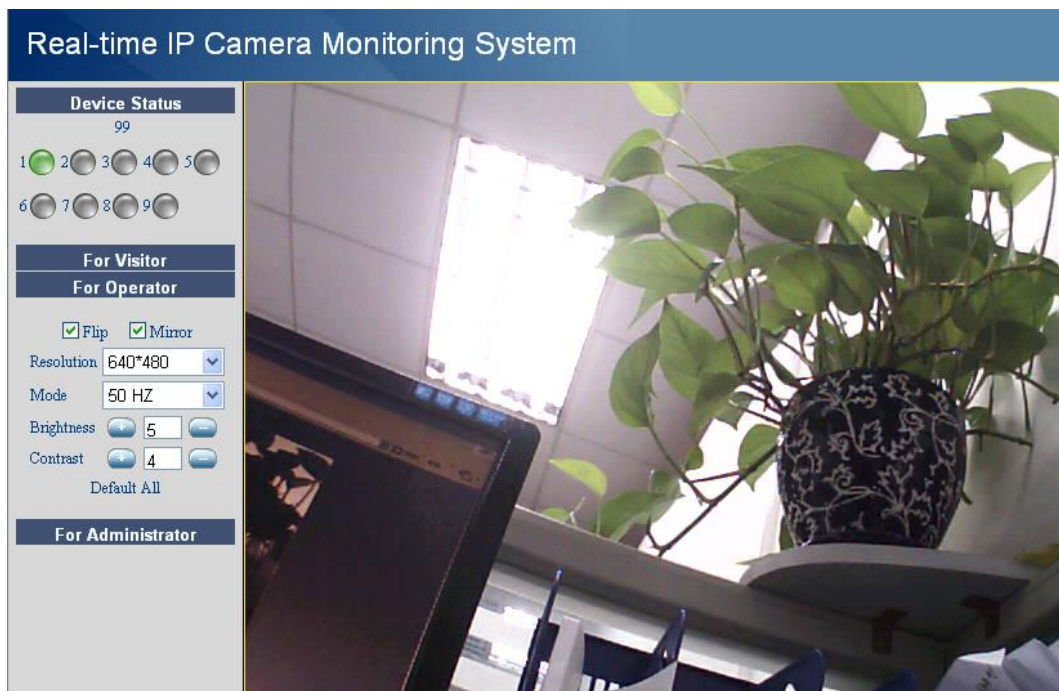 Real-time IP Camera Monitoring System
Device Status
99
1 2 3 4 5
6 7 8 9
For Visitor
For Operator
Flip Mirror
Resolution 640*480
Mode 50 HZ
Brightness + 5 −
Contrast + 4 −
Default All
For Administrator